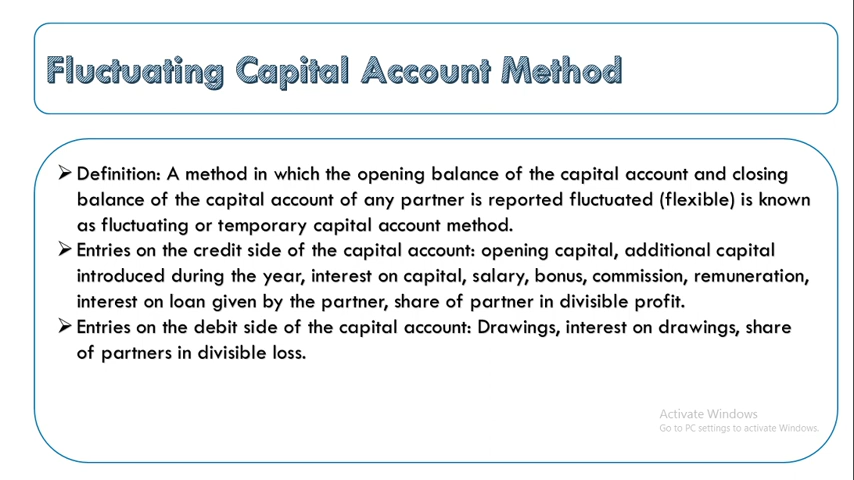 Fluctuating Capital Account Method
➢ Definition: A method in which the opening balance of the capital account and closing
balance of the capital account of any partner is reported fluctuated (flexible) is known
as fluctuating or temporary capital account method.
➢ Entries on the credit side of the capital account: opening capital, additional capital
introduced during the year, interest on capital, salary, bonus, commission, remuneration,
interest on loan given by the partner, share of partner in divisible profit.
➢ Entries on the debit side of the capital account: Drawings, interest on drawings, share
of partners in divisible loss.
Activate Windows
Go to PC settings to activate Windows.